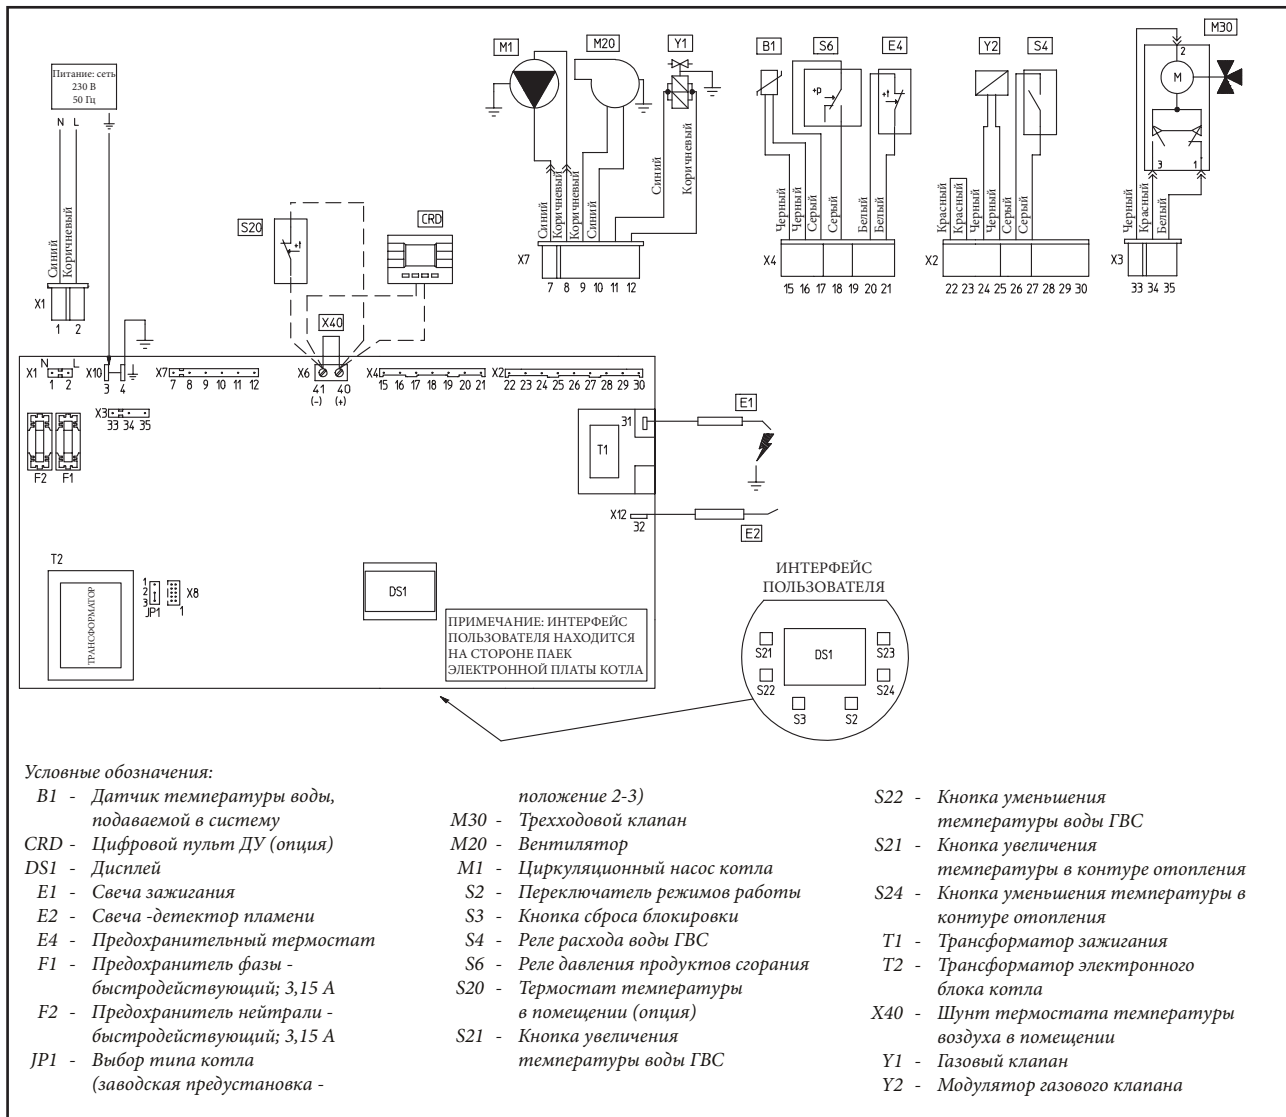 M1
M20
Y1
B1
S6
E4
Y2
S4
M30
Питание: сеть
230 В
50 Гц
N L
Синий
Коричневый
X1
1 2
S20
+t
CRD
X40
Синий
Коричневый
Коричневый
Синий
Синий
Коричневый
X7
7 8 9 10 11 12
+p
+t
Черный
Черный
Серый
Серый
Белый
Белый
X4
15 16 17 18 19 20 21
Красный
Красный
Черный
Черный
Серый
Серый
X2
22 23 24 25 26 27 28 29 30
2
M
3
1
Черный
Красный
Белый
X3
33 34 35
X1 N L
1 2
X10
3 4
X7
7 8 9 10 11 12
X6
41 40
(-) (+)
X4
15 16 17 18 19 20 21
X2
22 23 24 25 26 27 28 29 30
X3
33 34 35
F2 F1
31
T1
E1
X12
32
E2
T2
ТРАНСФОРМАТОР
1
2
3
JP1
X8
1
DS1
ПРИМЕЧАНИЕ: ИНТЕРФЕЙС
ПОЛЬЗОВАТЕЛЯ НАХОДИТСЯ
НА СТОРОНЕ ПАЕК
ЭЛЕКТРОННОЙ ПЛАТЫ КОТЛА
ИНТЕРФЕЙС
ПОЛЬЗОВАТЕЛЯ
S21
DS1
S23
S22
S24
S3
S2
Условные обозначения:
B1 - Датчик температуры воды,
подаваемой в систему
CRD - Цифровой пульт ДУ (опция)
DS1 - Дисплей
E1 - Свеча зажигания
E2 - Свеча -детектор пламени
E4 - Предохранительный термостат
F1 - Предохранитель фазы -
быстродействующий; 3,15 А
F2 - Предохранитель нейтрали -
быстродействующий; 3,15 А
JP1 - Выбор типа котла
(заводская предустановка -
положение 2-3)
M30 - Трехходовой клапан
M20 - Вентилятор
M1 - Циркуляционный насос котла
S2 - Переключатель режимов работы
S3 - Кнопка сброса блокировки
S4 - Реле расхода воды ГВС
S6 - Реле давления продуктов сгорания
S20 - Термостат температуры
в помещении (опция)
S21 - Кнопка увеличения
температуры воды ГВС
S22 - Кнопка уменьшения
температуры воды ГВС
S21 - Кнопка увеличения
температуры в контуре отопления
S24 - Кнопка уменьшения температуры в
контуре отопления
T1 - Трансформатор зажигания
T2 - Трансформатор электронного
блока котла
X40 - Шунт термостата температуры
воздуха в помещении
Y1 - Газовый клапан
Y2 - Модулятор газового клапана